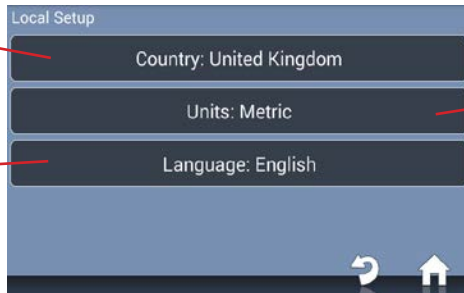 Local Setup
Country: United Kingdom
Units: Metric
Language: English